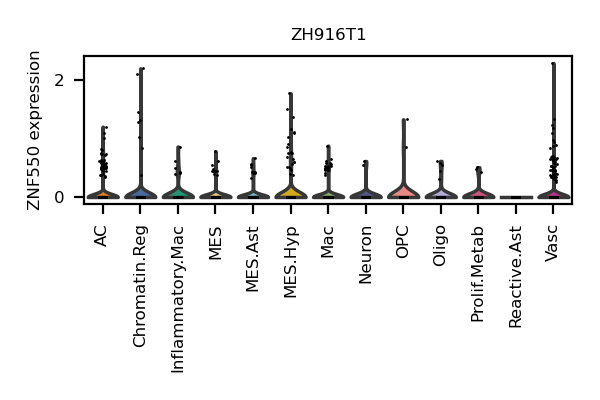 ZH916T1
ZNF550 expression
2
0
AC
Chromatin.Reg
Inflammatory.Mac
MES
MES.Ast
MES.Hyp
Mac
Neuron
OPC
Oligo
Prolif.Metab
Reactive.Ast
Vasc